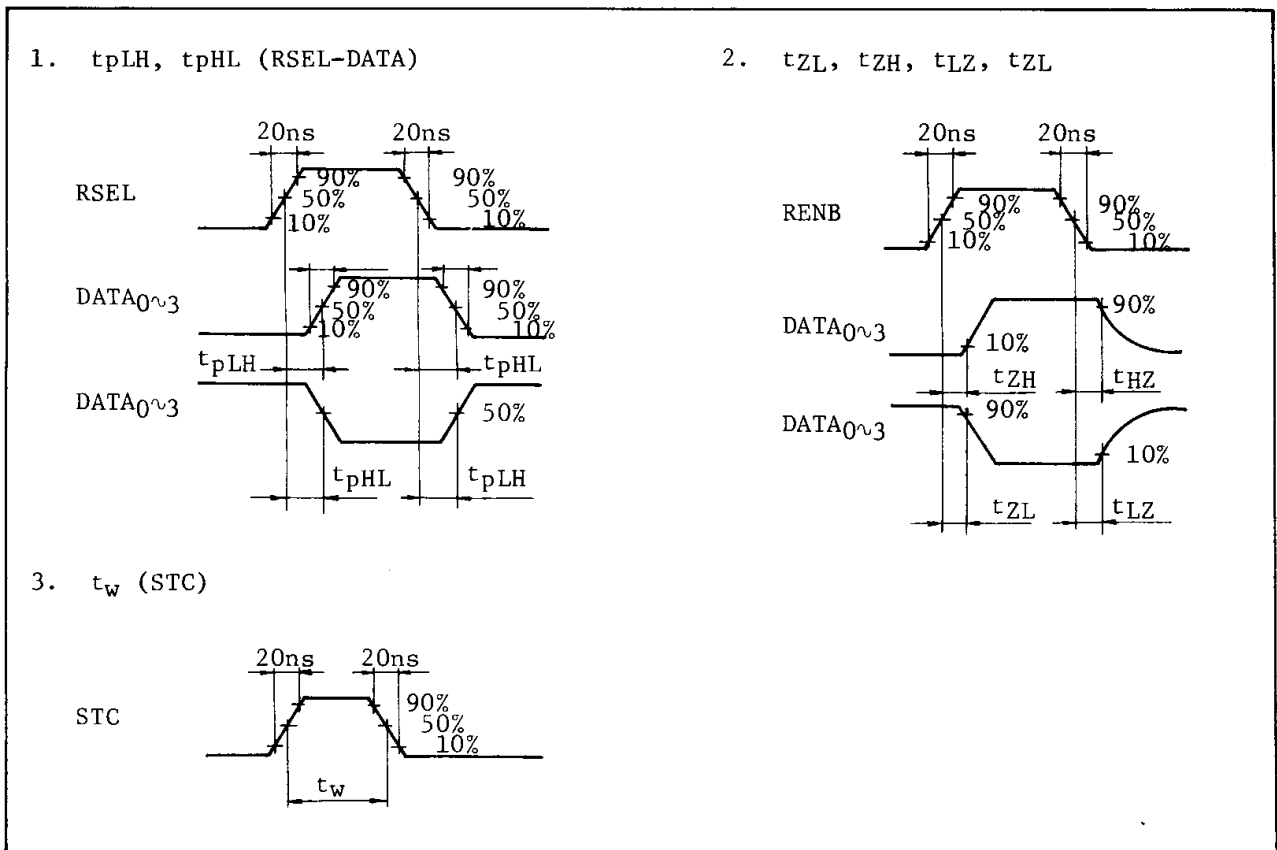 1. tpLH, tpHL (RSEL-DATA)
20ns 20ns
RSEL
90% 90%
50% 50%
10% 10%
DATA0~3
90% 90%
50% 50%
10% 10%
tpLH tpHL
DATA0~3
50%
tpHL tpLH
2. tZL, tZH, tLZ, tZL
20ns 20ns
RENB
90% 90%
50% 50%
10% 10%
DATA0~3
90%
10%
tZH tHZ
DATA0~3
90%
10%
tZL tLZ
3. tw (STC)
20ns 20ns
STC
90%
50%
10%
tw